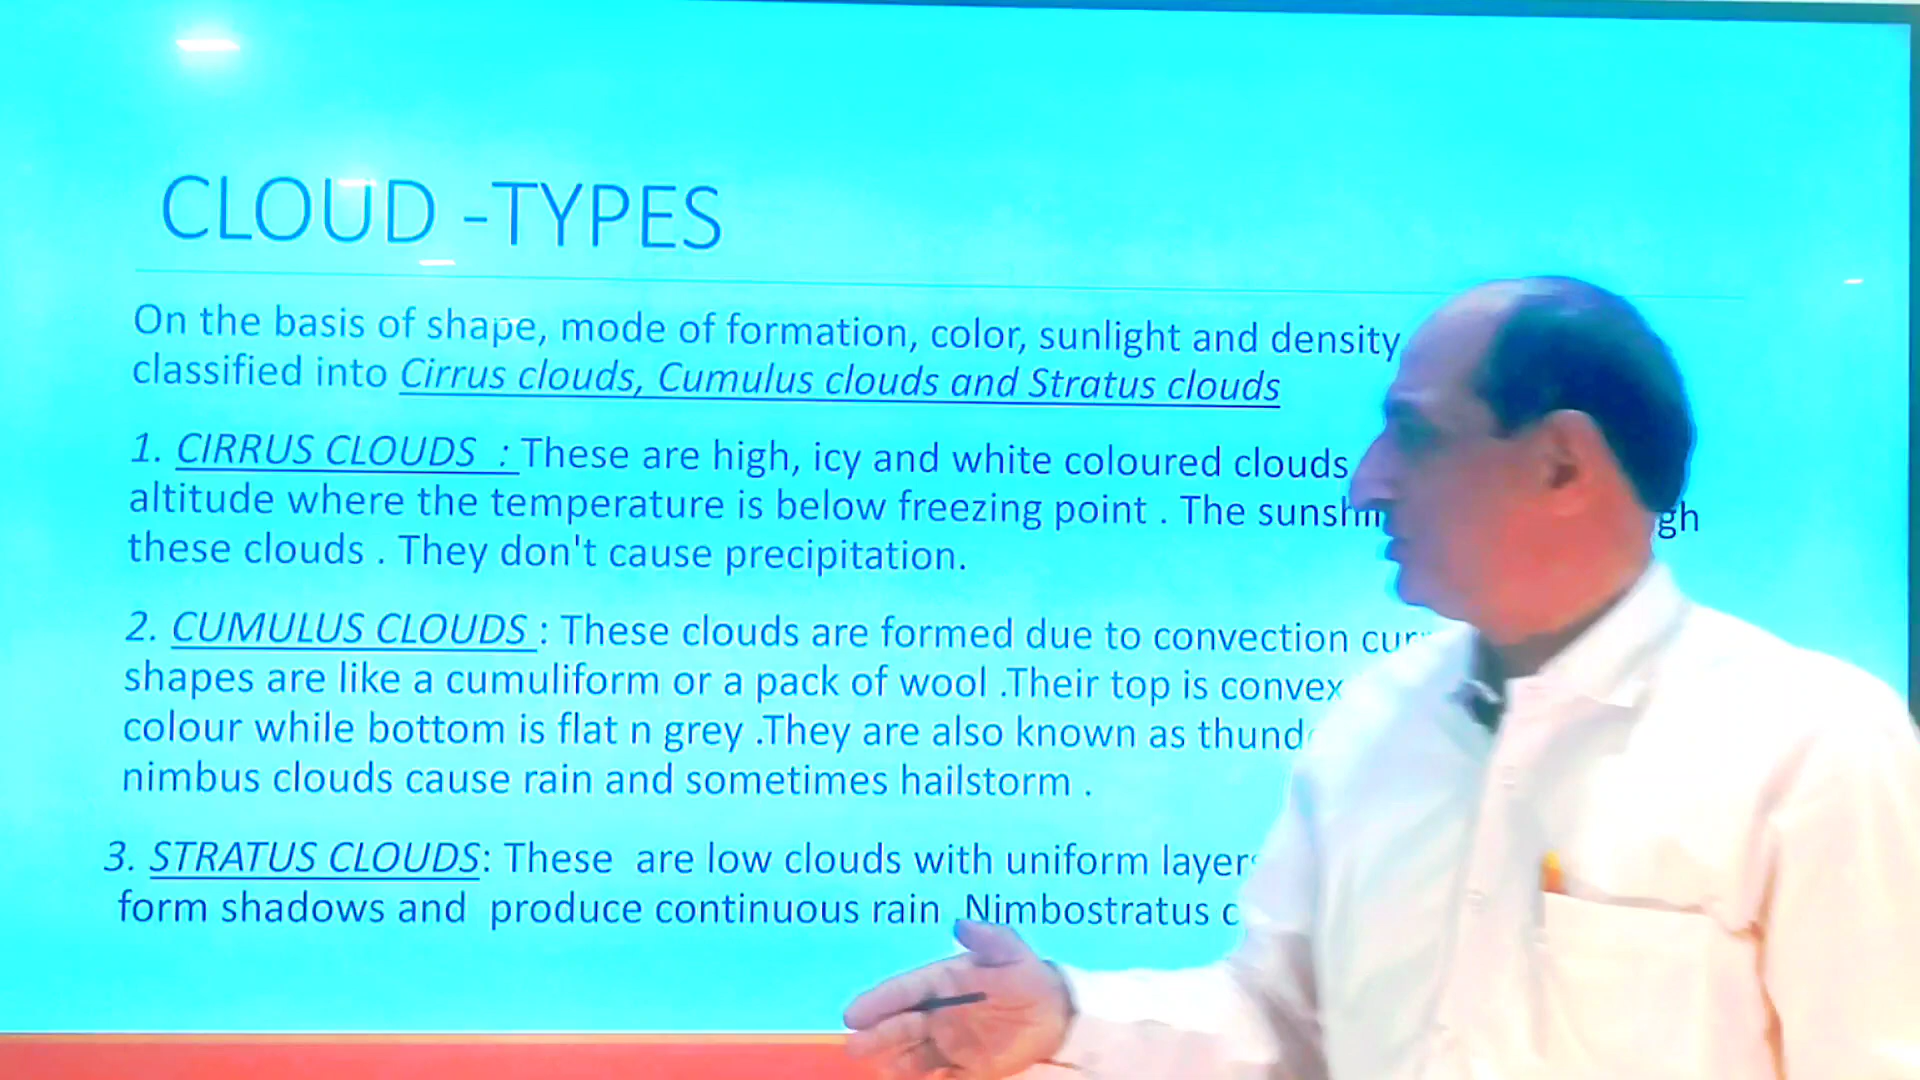 CLOUD -TYPES
On the basis of shape, mode of formation, color, sunlight and density
classified into Cirrus clouds, Cumulus clouds and Stratus clouds
1. CIRRUS CLOUDS : These are high, icy and white coloured clouds
altitude where the temperature is below freezing point . The
these clouds . They don't cause precipitation.
2. CUMULUS CLOUDS : These clouds are formed due to convection
shapes are like a cumuliform or a pack of wool .Their top is convex
colour while bottom is flat n grey .They are also known as
nimbus clouds cause rain and sometimes hailstorm .
3. STRATUS CLOUDS: These are low clouds with uniform
form shadows and produce continuous rain .Nimbostratus